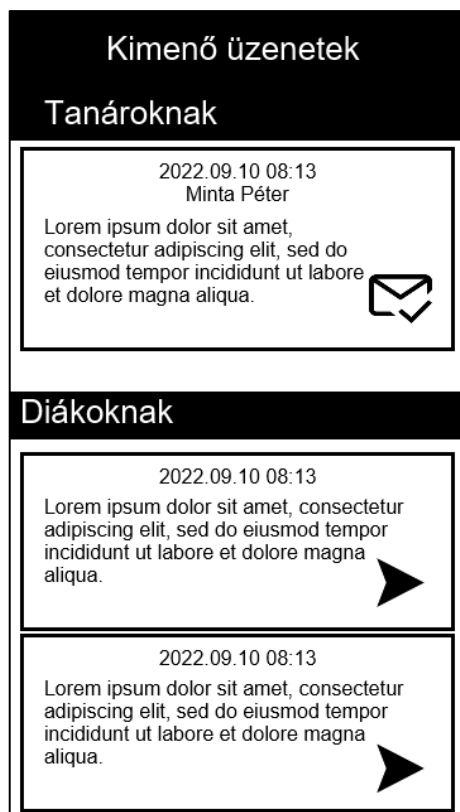 Kimenő üzenetek
Tanároknak
2022.09.10 08:13
Minta Péter
Lorem ipsum dolor sit amet,
consectetur adipiscing elit, sed do
eiusmod tempor incididunt ut labore
et dolore magna aliqua.
Diákoknak
2022.09.10 08:13
Lorem ipsum dolor sit amet, consectetur
adipiscing elit, sed do eiusmod tempor
incididunt ut labore et dolore magna
aliqua.
2022.09.10 08:13
Lorem ipsum dolor sit amet, consectetur
adipiscing elit, sed do eiusmod tempor
incididunt ut labore et dolore magna
aliqua.